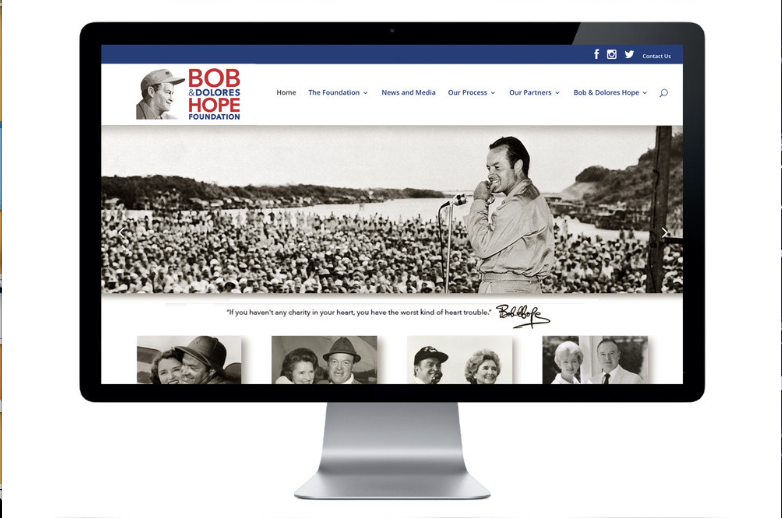 Contact Us
BOB
&DOLORES
HOPE
FOUNDATION
Home The Foundation News and Media Our Process Our Partners Bob & Dolores Hope
“If you haven't any charity in your heart, you have the worst kind of heart trouble.” Bob Hope